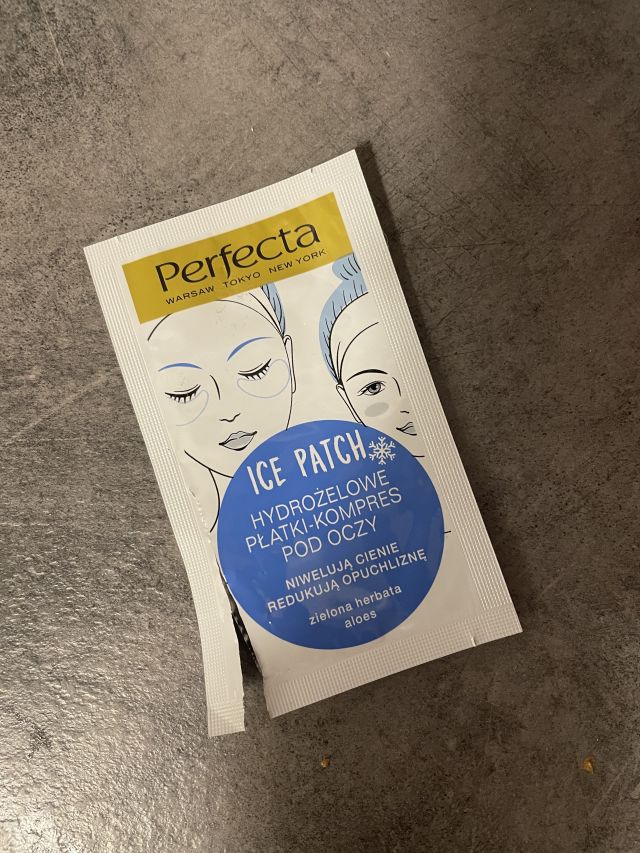 Perfecta
WARSAW TOKYO NEW YORK
ICE PATCH
HYDROŻELOWE
PŁATKI-KOMPRES
POD OCZY
NIWELUJĄ CIENIE
REDUKUJĄ OPUCHLIZNĘ
zielona herbata
aloes